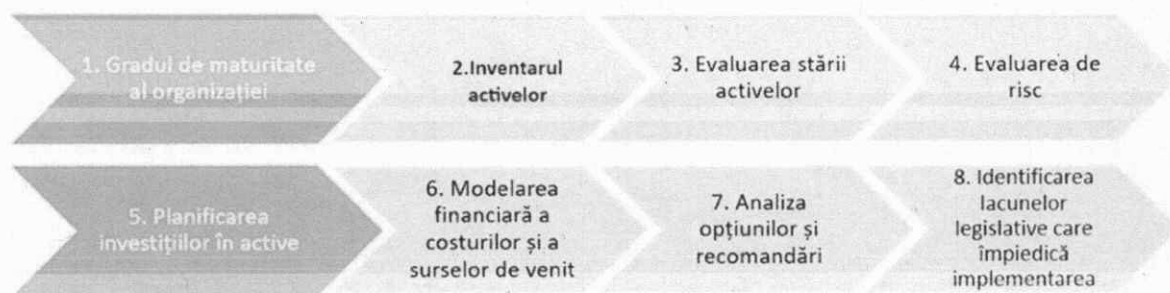 1. Gradul de maturitate
al organizației
2.Inventarul
activelor
3. Evaluarea stării
activelor
4. Evaluarea de
risc
5. Planificarea
investițiilor în active
6. Modelarea
financiară a
costurilor și a
surselor de venit
7. Analiza
opțiunilor și
recomandări
8. Identificarea
lacunelor
legislative care
împiedică
implementarea